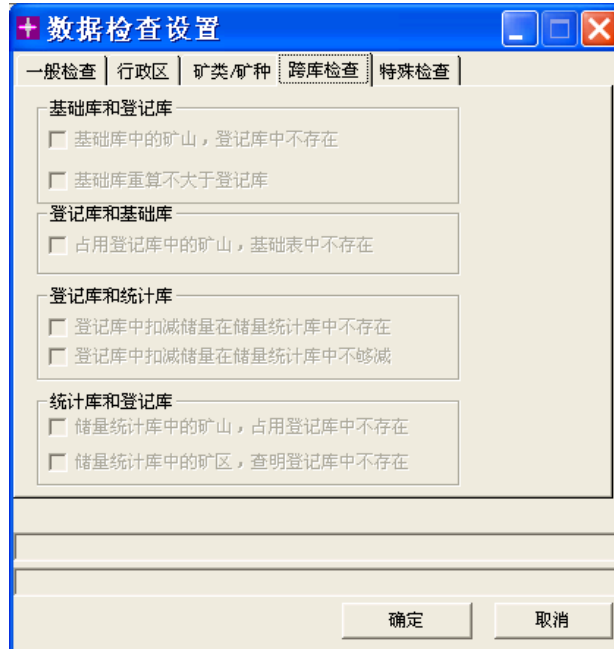 数据检查设置
一般检查 行政区 矿类/矿种 跨库检查 特殊检查
基础库和登记库
基础库中的矿山，登记库中不存在
基础库重算不大于登记库
登记库和基础库
占用登记库中的矿山，基础表中不存在
登记库和统计库
登记库中扣减储量在储量统计库中不存在
登记库中扣减储量在储量统计库中不够减
统计库和登记库
储量统计库中的矿山，占用登记库中不存在
储量统计库中的矿区，查明登记库中不存在
确定 取消